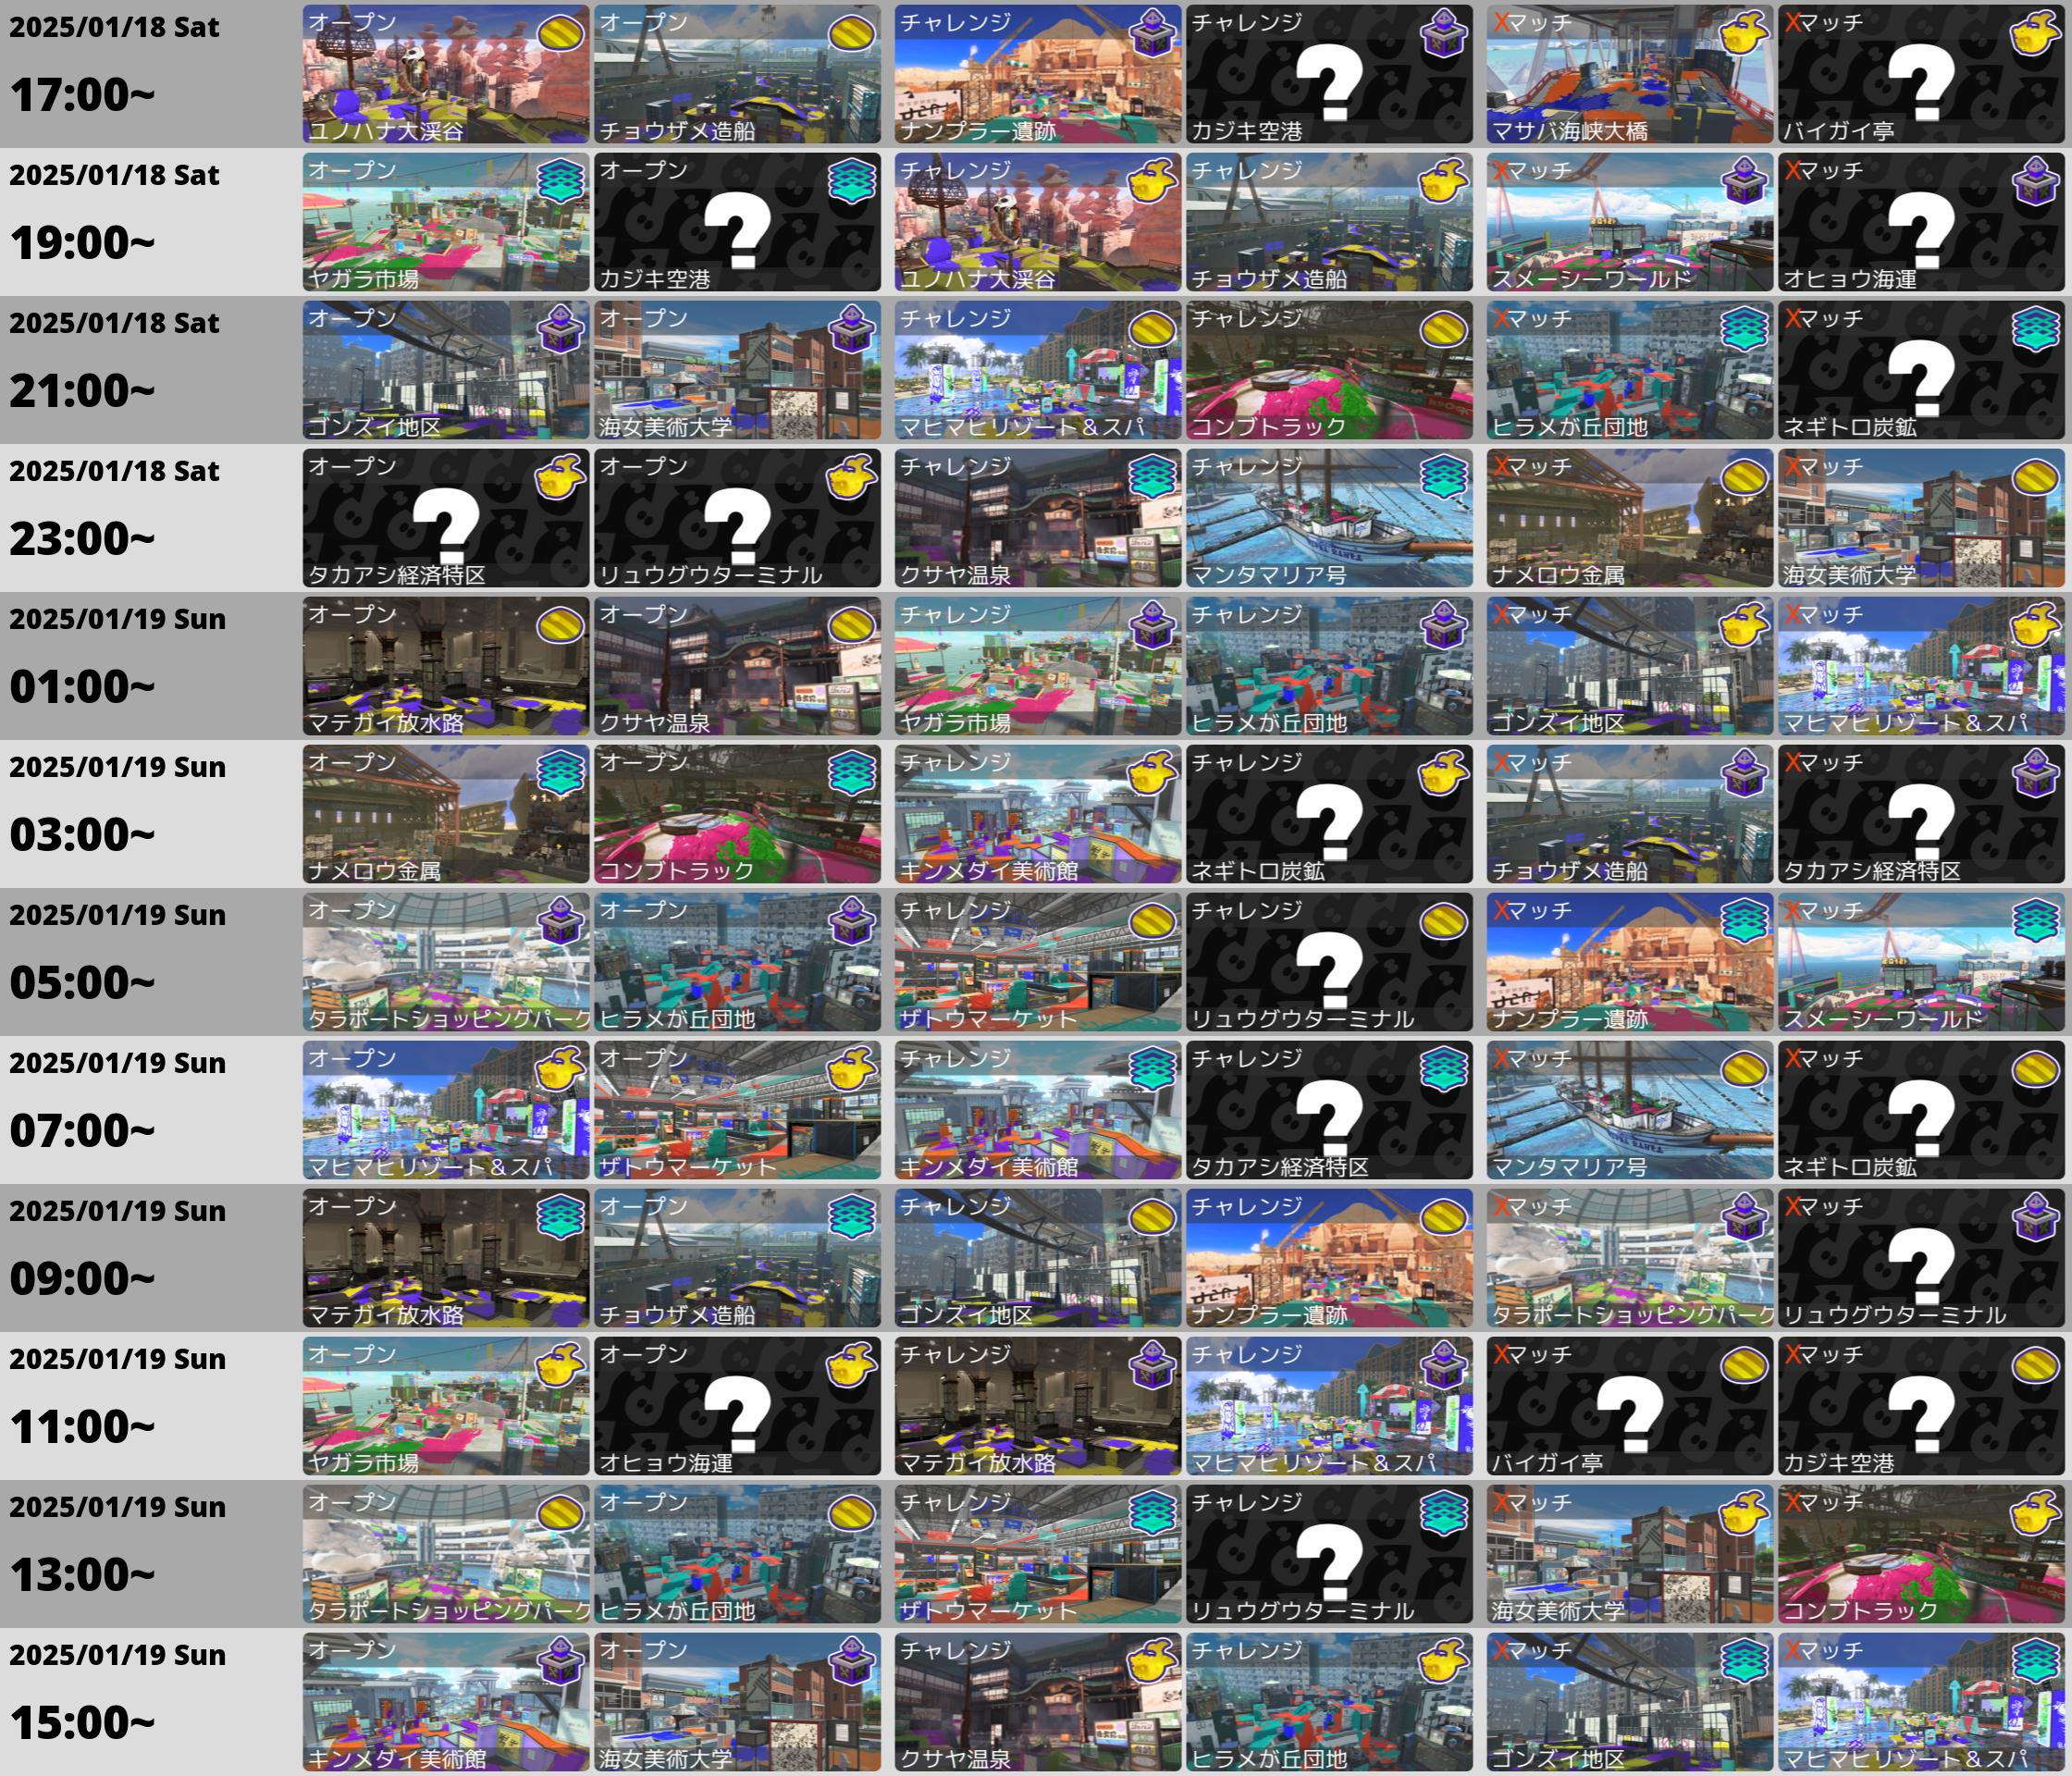 2025/01/18 Sat
17:00~
オープン オープン チャレンジ チャレンジ Xマッチ Xマッチ
ユノハナ大渓谷 チョウザメ造船 ナンプラー遺跡 カジキ空港 マサバ海峡大橋 バイガイ亭
2025/01/18 Sat
19:00~
オープン オープン チャレンジ チャレンジ Xマッチ Xマッチ
ヤガラ市場 カジキ空港 ユノハナ大渓谷 チョウザメ造船 スメーシーワールド オヒョウ海運
2025/01/18 Sat
21:00~
オープン オープン チャレンジ チャレンジ Xマッチ Xマッチ
ゴンズイ地区 海女美術大学 マヒマヒリゾート&スパ コンブトラック ヒラメが丘団地 ネギトロ炭鉱
2025/01/18 Sat
23:00~
オープン オープン チャレンジ チャレンジ Xマッチ Xマッチ
タカアシ経済特区 リュウグウターミナル クサヤ温泉 マンタマリア号 ナメロウ金属 海女美術大学
2025/01/19 Sun
01:00~
オープン オープン チャレンジ チャレンジ Xマッチ Xマッチ
マテガイ放水路 クサヤ温泉 ヤガラ市場 ヒラメが丘団地 ゴンズイ地区 マヒマヒリゾート&スパ
2025/01/19 Sun
03:00~
オープン オープン チャレンジ チャレンジ Xマッチ Xマッチ
ナメロウ金属 コンブトラック キンメダイ美術館 ネギトロ炭鉱 チョウザメ造船 タカアシ経済特区
2025/01/19 Sun
05:00~
オープン オープン チャレンジ チャレンジ Xマッチ Xマッチ
タラポートショッピングパーク ヒラメが丘団地 ザトウマーケット リュウグウターミナル ナンプラー遺跡 スメーシーワールド
2025/01/19 Sun
07:00~
オープン オープン チャレンジ チャレンジ Xマッチ Xマッチ
マヒマヒリゾート&スパ ザトウマーケット キンメダイ美術館 タカアシ経済特区 マンタマリア号 ネギトロ炭鉱
2025/01/19 Sun
09:00~
オープン オープン チャレンジ チャレンジ Xマッチ Xマッチ
マテガイ放水路 チョウザメ造船 ゴンズイ地区 ナンプラー遺跡 タラポートショッピングパーク リュウグウターミナル
2025/01/19 Sun
11:00~
オープン オープン チャレンジ チャレンジ Xマッチ Xマッチ
ヤガラ市場 オヒョウ海運 マテガイ放水路 マヒマヒリゾート&スパ バイガイ亭 カジキ空港
2025/01/19 Sun
13:00~
オープン オープン チャレンジ チャレンジ Xマッチ Xマッチ
タラポートショッピングパーク ヒラメが丘団地 ザトウマーケット リュウグウターミナル 海女美術大学 コンブトラック
2025/01/19 Sun
15:00~
オープン オープン チャレンジ チャレンジ Xマッチ Xマッチ
キンメダイ美術館 海女美術大学 クサヤ温泉 ヒラメが丘団地 ゴンズイ地区 マヒマヒリゾート&スパ